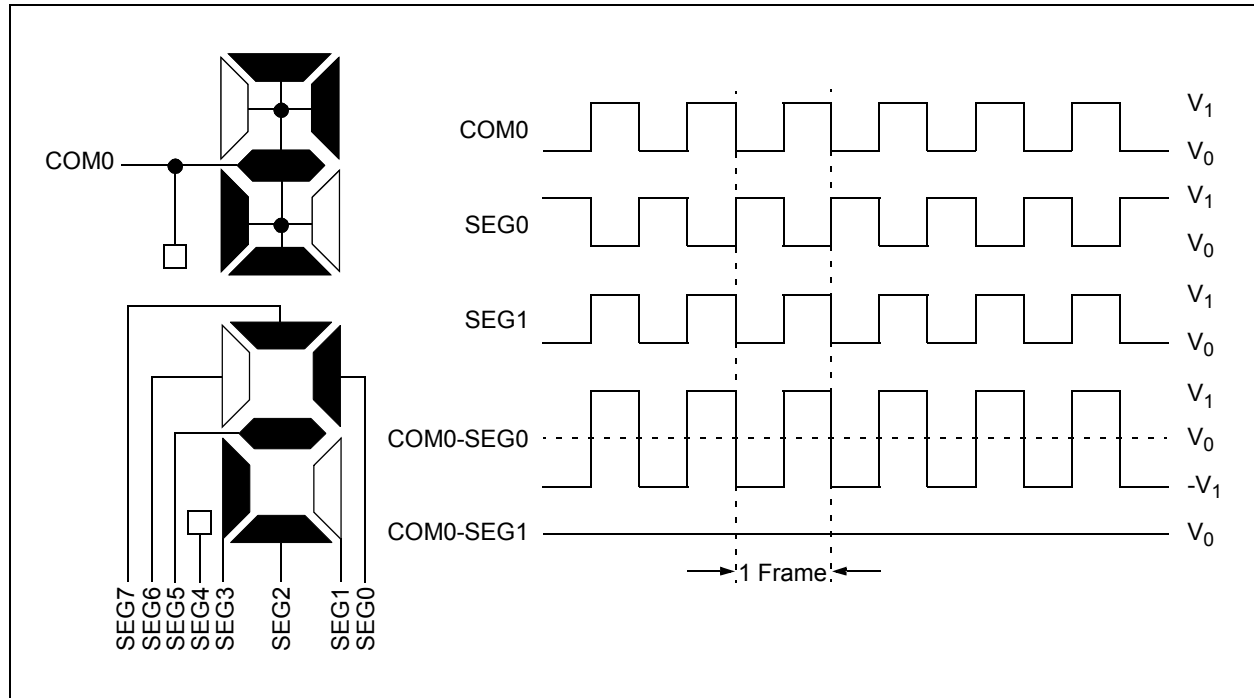 COM0
COM0
V1
V0
SEG0
V1
V0
SEG1
V1
V0
COM0-SEG0
V1
V0
-V1
COM0-SEG1
V0
1 Frame
SEG7
SEG6
SEG5
SEG4
SEG3
SEG2
SEG1
SEG0